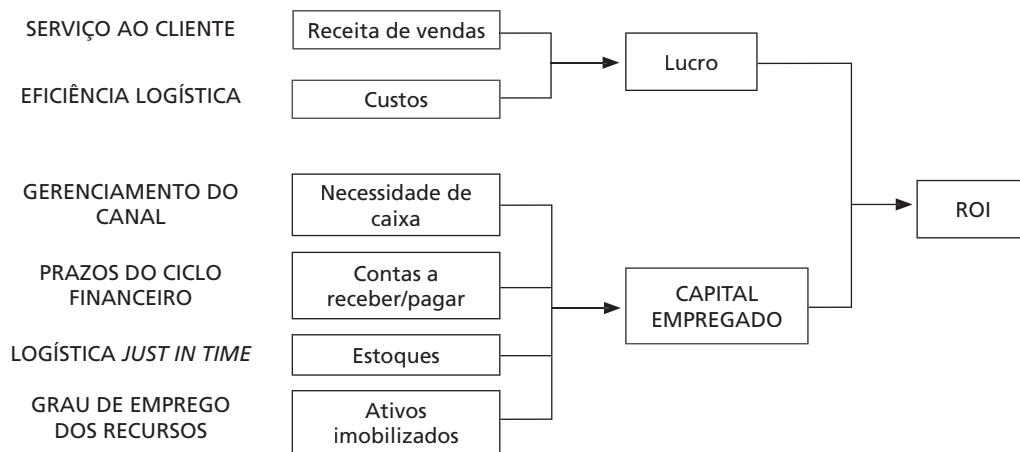 SERVIÇO AO CLIENTE
Receita de vendas
Lucro
EFICIÊNCIA LOGÍSTICA
Custos
GERENCIAMENTO DO
CANAL
Necessidade de
caixa
ROI
PRAZOS DO CICLO
FINANCEIRO
Contas a
receber/pagar
CAPITAL
EMPREGADO
LOGÍSTICA JUST IN TIME
Estoques
GRAU DE EMPREGO
DOS RECURSOS
Ativos
imobilizados